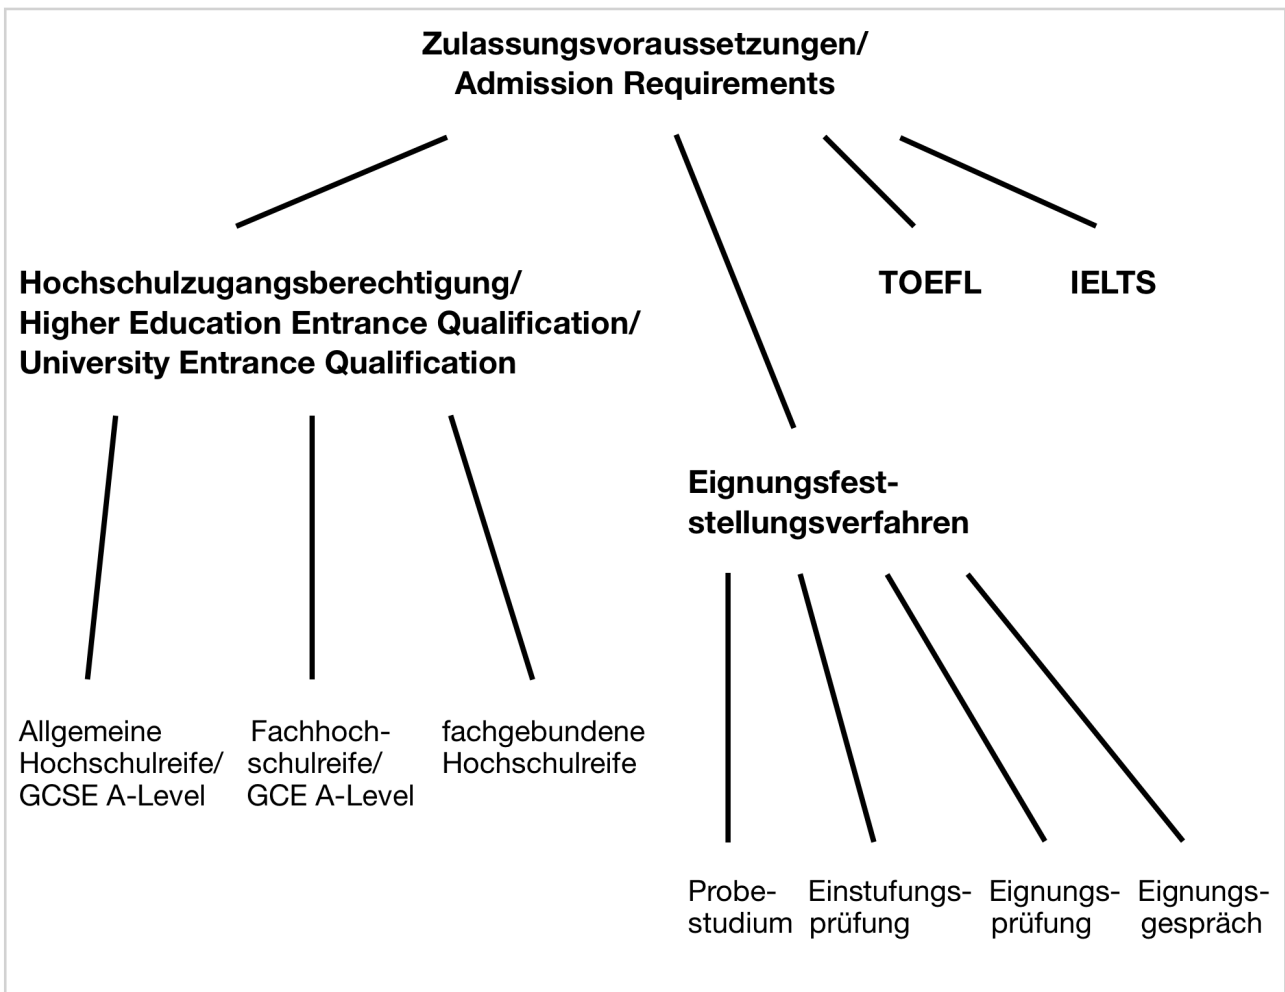 Zulassungsvoraussetzungen/
Admission Requirements
Hochschulzugangsberechtigung/
Higher Education Entrance Qualification/
University Entrance Qualification
TOEFL
IELTS
Eignungsfest-
stellungsverfahren
Allgemeine
Hochschulreife/
GCSE A-Level
Fachhoch-
schulreife/
GCE A-Level
fachgebundene
Hochschulreife
Probe-
studium
Einstufungs-
prüfung
Eignungs-
prüfung
Eignungs-
gespräch